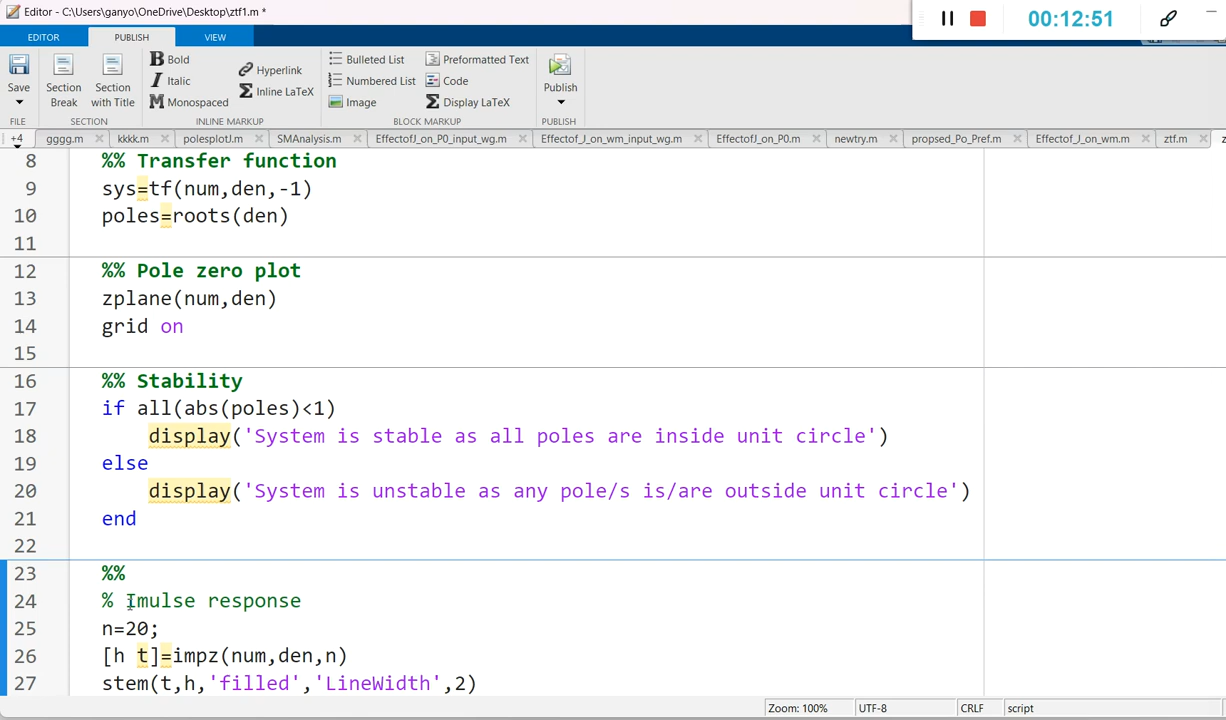 Editor - C:\Users\ganyo\OneDrive\Desktop\ztf1.m *
00:12:51
EDITOR PUBLISH VIEW
Save
FILE
Section Break
Section with Title
SECTION
B Bold
I Italic
M Monospaced
Hyperlink
Σ Inline LaTeX
INLINE MARKUP
Bulleted List
Numbered List
Image
Preformatted Text
Code
Σ Display LaTeX
BLOCK MARKUP
Publish
PUBLISH
+4 gggg.m kkkk.m polesplotJ.m SMAnalysis.m EffectofJ_on_P0_input_wg.m Effectof_J_on_wm_input_wg.m EffectofJ_on_P0.m newtry.m propsed_Po_Pref.m Effectof_J_on_wm.m ztf.m z
8 %% Transfer function
9 sys=tf(num,den,-1)
10 poles=roots(den)
11
12 %% Pole zero plot
13 zplane(num,den)
14 grid on
15
16 %% Stability
17 if all(abs(poles)<1)
18 display('System is stable as all poles are inside unit circle')
19 else
20 display('System is unstable as any pole/s is/are outside unit circle')
21 end
22
23 %%
24 % Imulse response
25 n=20;
26 [h t]=impz(num,den,n)
27 stem(t,h,'filled','LineWidth',2)
Zoom: 100% UTF-8 CRLF script